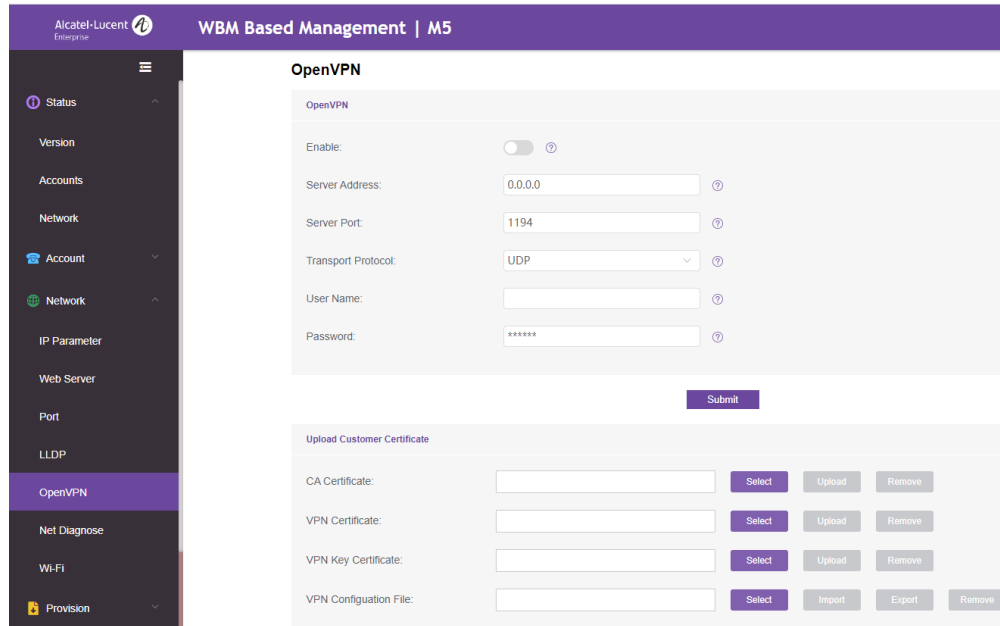 Alcatel·Lucent
Enterprise
WBM Based Management | M5
Status
Version
Accounts
Network
Account
Network
IP Parameter
Web Server
Port
LLDP
OpenVPN
Net Diagnose
Wi-Fi
Provision
OpenVPN
OpenVPN
Enable: ?
Server Address: 0.0.0.0 ?
Server Port: 1194 ?
Transport Protocol: UDP ?
User Name: ?
Password: ****** ?
Submit
Upload Customer Certificate
CA Certificate: Select Upload Remove
VPN Certificate: Select Upload Remove
VPN Key Certificate: Select Upload Remove
VPN Configuation File: Select Import Export Remove